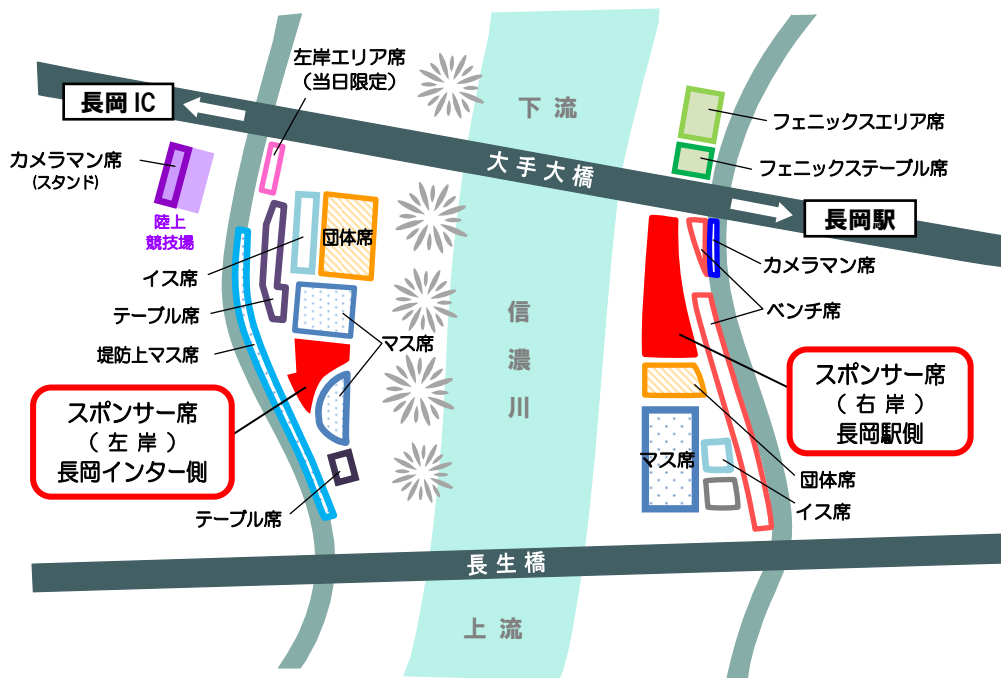 左岸エリア席
(当日限定)
長岡IC
下流
フェニックスエリア席
カメラマン席
(スタンド)
大手大橋
フェニックステーブル席
陸上
競技場
長岡駅
団体席
イス席
カメラマン席
テーブル席
信濃川
ベンチ席
堤防上マス席
マス席
スポンサー席
(左岸)
長岡インター側
スポンサー席
(右岸)
長岡駅側
マス席
団体席
イス席
テーブル席
長生橋
上流